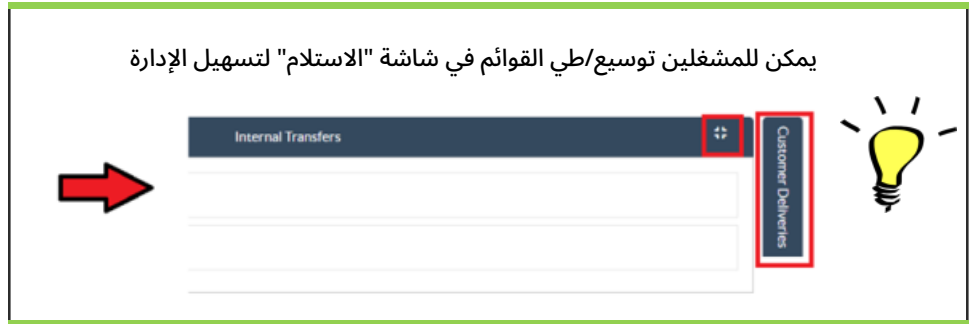 يمكن للمشغلين توسيع/طي القوائم في شاشة "الاستلام" لتسهيل الإدارة
Internal Transfers
Customer Deliveries